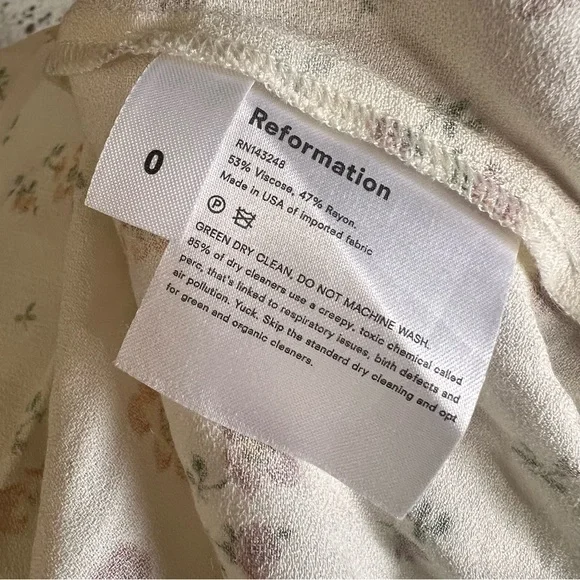 0
Reformation
RN143248
53% Viscose, 47% Rayon.
Made in USA of imported fabric
P
GREEN DRY CLEAN. DO NOT MACHINE WASH.
85% of dry cleaners use a creepy, toxic chemical called
perc, that's linked to respiratory issues, birth defects and
air pollution. Yuck. Skip the standard dry cleaning and opt
for green and organic cleaners.